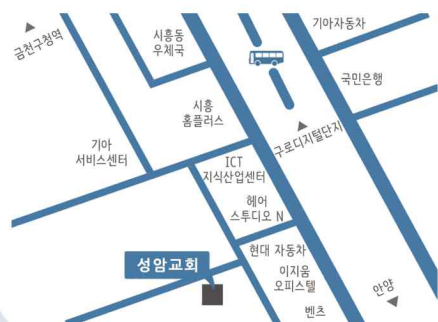 금천구청역
시흥동
우체국
기아자동차
국민은행
시흥
홈플러스
구로디지털단지
기아
서비스센터
ICT
지식산업센터
헤어
스튜디오 N
현대 자동차
성암교회
이지움
오피스텔
안양
벤츠